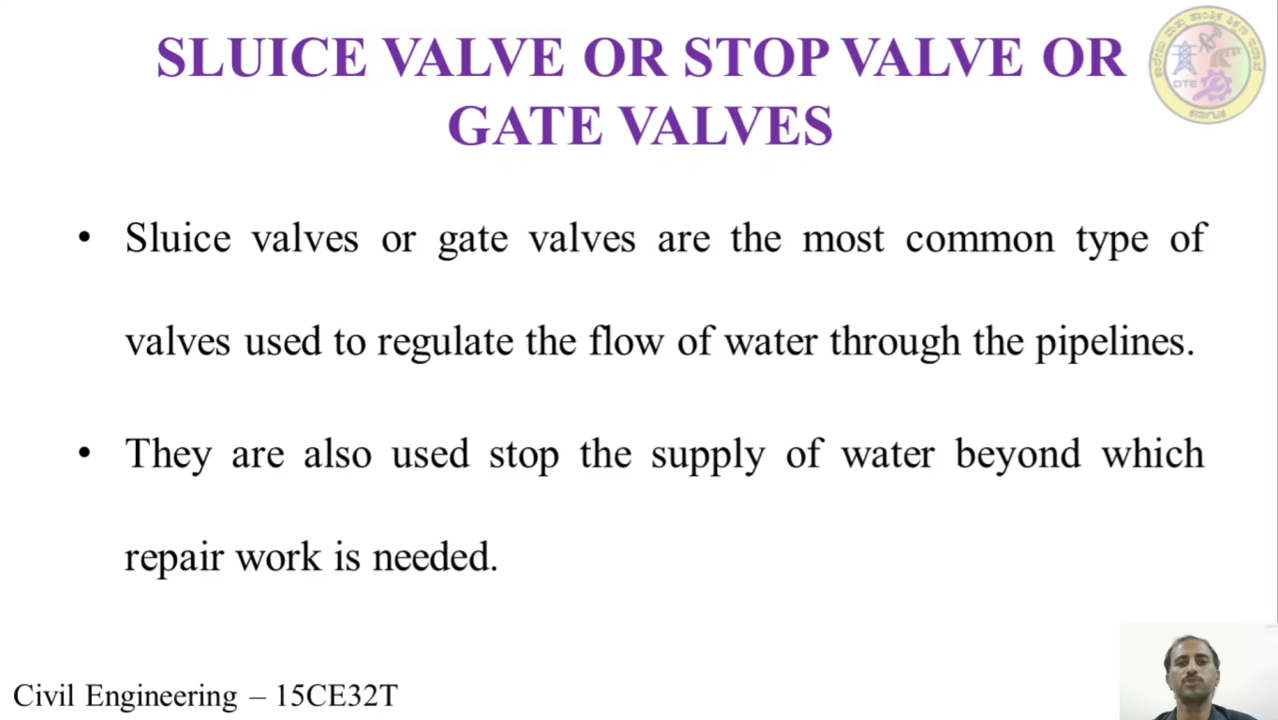 SLUICE VALVE OR STOP VALVE OR
GATE VALVES
• Sluice valves or gate valves are the most common type of
valves used to regulate the flow of water through the pipelines.
• They are also used stop the supply of water beyond which
repair work is needed.
Civil Engineering – 15CE32T
DTE